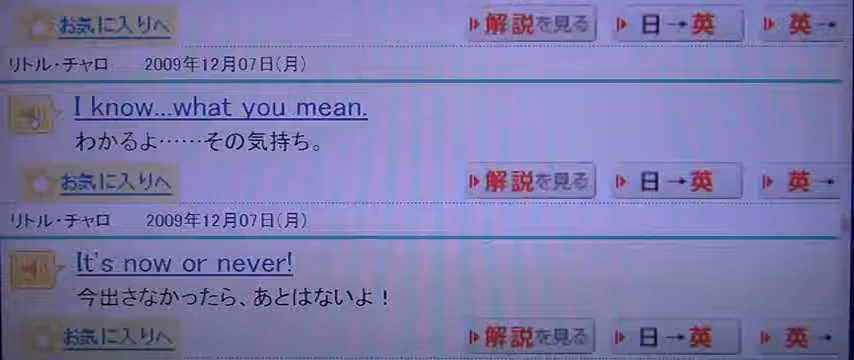 お気に入りへ 解説を見る 日→英 英→
リトル・チャロ 2009年12月07日(月)
I know...what you mean.
わかるよ……その気持ち。
お気に入りへ 解説を見る 日→英 英→
リトル・チャロ 2009年12月07日(月)
It's now or never!
今出さなかったら、あとはないよ！
お気に入りへ 解説を見る 日→英 英→